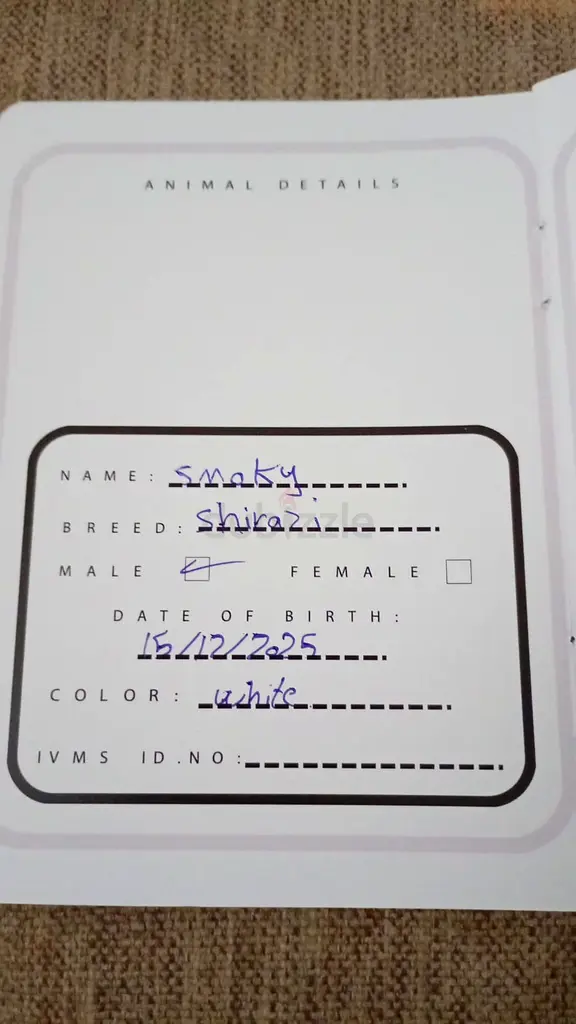 ANIMAL DETAILS
NAME: smoky
BREED: shirazi
dubizzle
MALE FEMALE
DATE OF BIRTH:
15/12/2025
COLOR: white
IVMS ID.NO: